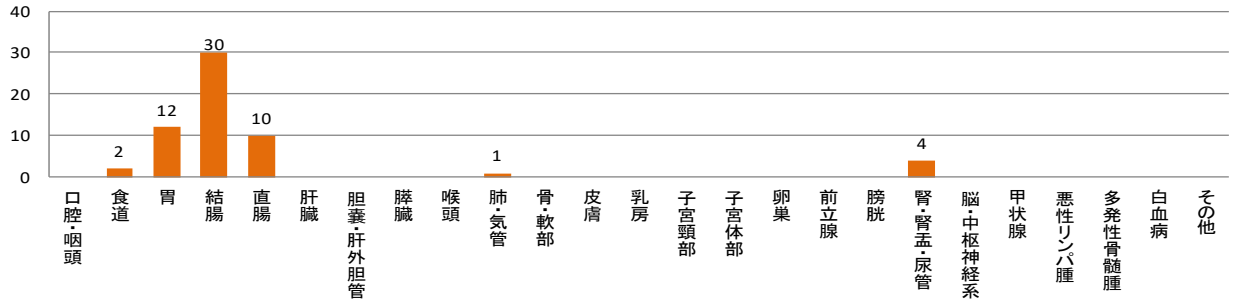 40
30
20
10
0
2
12
30
10
1
4
口腔・咽頭
食道
胃
結腸
直腸
肝臓
胆嚢・肝外胆管
膵臓
喉頭
肺・気管
骨・軟部
皮膚
乳房
子宮頸部
子宮体部
卵巣
前立腺
膀胱
腎・腎盂・尿管
脳・中枢神経系
甲状腺
悪性リンパ腫
多発性骨髄腫
白血病
その他